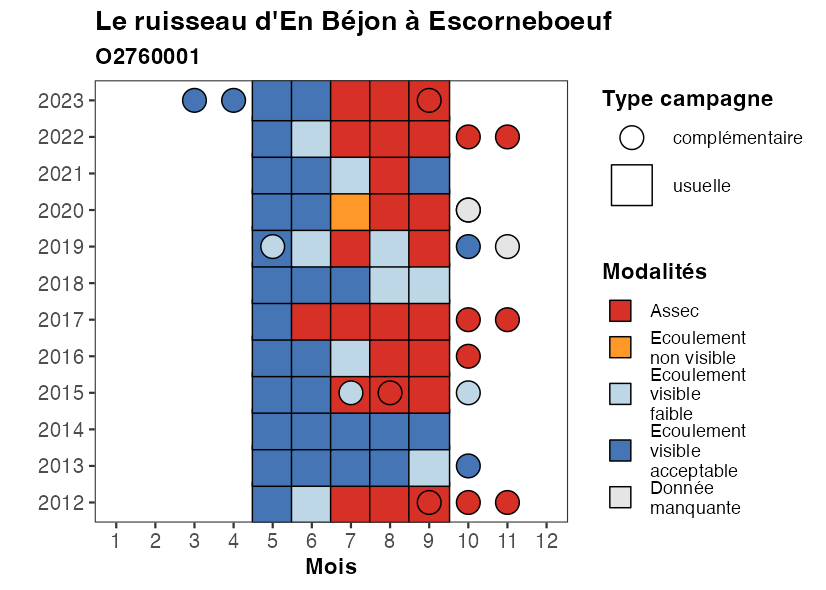 Le ruisseau d'En Béjon à Escorneboeuf
O2760001
2023
2022
2021
2020
2019
2018
2017
2016
2015
2014
2013
2012
1 2 3 4 5 6 7 8 9 10 11 12
Mois
Type campagne
complémentaire
usuelle
Modalités
Assec
Ecoulement
non visible
Ecoulement
visible
faible
Ecoulement
visible
acceptable
Donnée
manquante